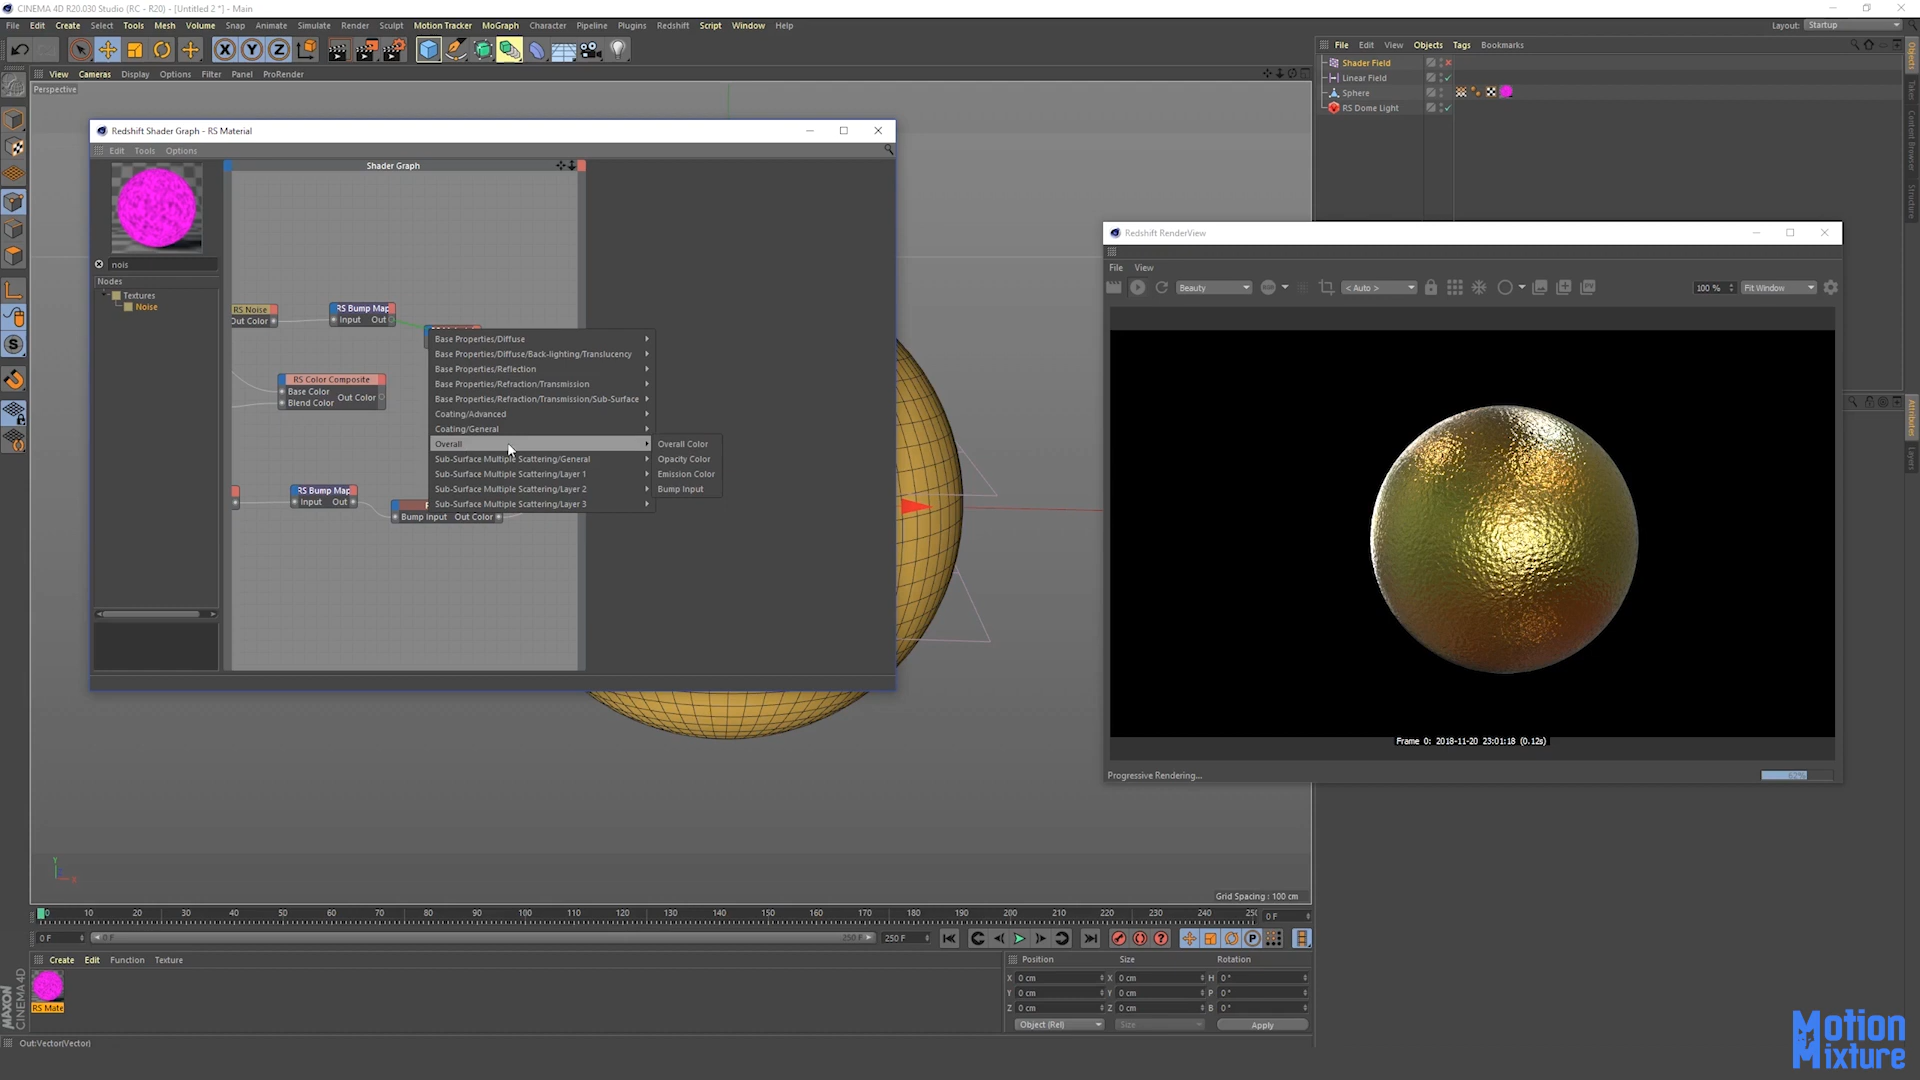 CINEMA 4D R20.030 Studio (RC - R20) - [Untitled 2 *] - Main
File Edit Create Select Tools Mesh Volume Snap Animate Simulate Render Sculpt Motion Tracker MoGraph Character Pipeline Plugins Redshift Script Window Help
Layout: Startup
File Edit View Objects Tags Bookmarks
View Cameras Display Options Filter Panel ProRender
Perspective
Shader Field
Linear Field
Sphere
RS Dome Light
Objects
Takes
Content Browser
Structure
Attributes
Layers
Redshift Shader Graph - RS Material
Edit Tools Options
Shader Graph
nois
Nodes
Textures
Noise
RS Noise
Out Color
RS Bump Map
Input Out
RS Color Composite
Base Color
Out Color
Blend Color
RS Bump Map
Input Out
Bump Input Out Color
Base Properties/Diffuse
Base Properties/Diffuse/Back-lighting/Translucency
Base Properties/Reflection
Base Properties/Refraction/Transmission
Base Properties/Refraction/Transmission/Sub-Surface
Coating/Advanced
Coating/General
Overall
Sub-Surface Multiple Scattering/General
Sub-Surface Multiple Scattering/Layer 1
Sub-Surface Multiple Scattering/Layer 2
Sub-Surface Multiple Scattering/Layer 3
Overall Color
Opacity Color
Emission Color
Bump Input
Redshift RenderView
File View
Beauty
< Auto >
100 %
Fit Window
Frame 0: 2018-11-20 23:01:18 (0.12s)
Progressive Rendering...
82%
Y
X
Grid Spacing : 100 cm
0 10 20 30 40 50 60 70 80 90 100 110 120 130 140 150 160 170 180 190 200 210 220 230 240 250
0 F
0 F
0 F
250 F
250 F
Create Edit Function Texture
RS Mate
MAXON
CINEMA 4D
Position Size Rotation
X 0 cm X 0 cm H 0 °
Y 0 cm Y 0 cm P 0 °
Z 0 cm Z 0 cm B 0 °
Object (Rel) Size Apply
Out:Vector(Vector)
Motion
Mixture